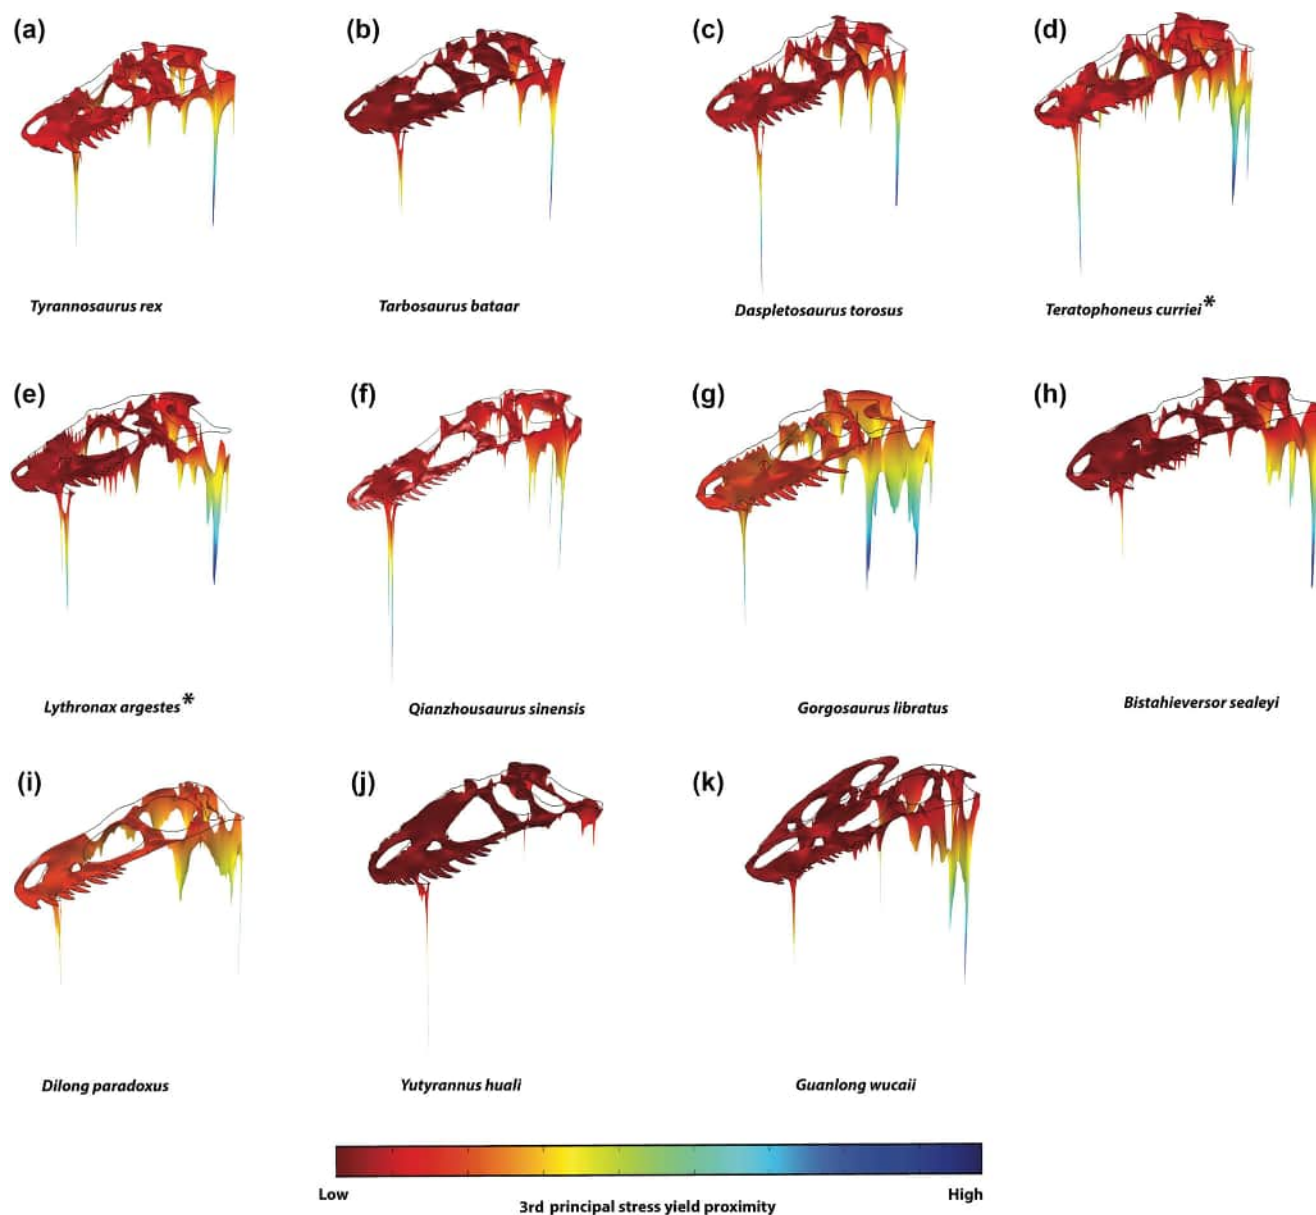 (a) (b) (c) (d)
Tyrannosaurus rex Tarbosaurus bataar Daspletosaurus torosus Teratophoneus curriei*
(e) (f) (g) (h)
Lythronax argestes* Qianzhousaurus sinensis Gorgosaurus libratus Bistahieversor sealeyi
(i) (j) (k)
Dilong paradoxus Yutyrannus huali Guanlong wucaii
Low High
3rd principal stress yield proximity